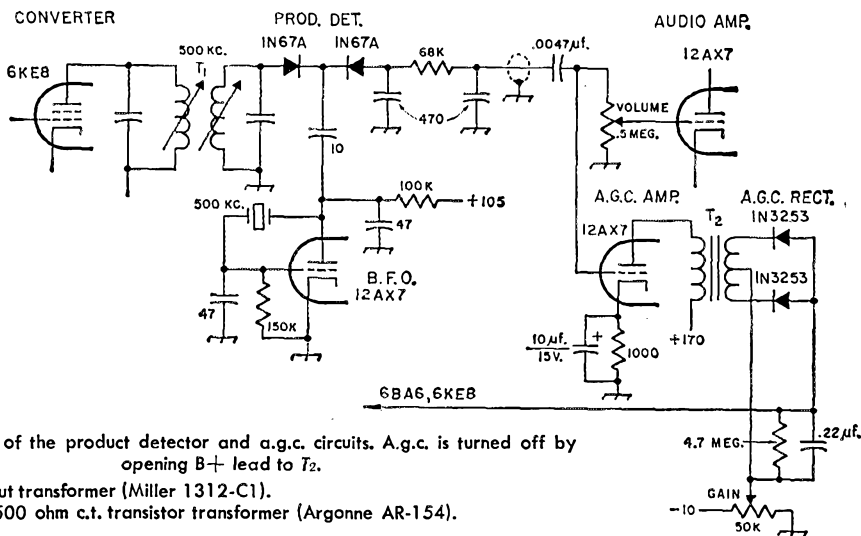 CONVERTER
PROD. DET.
AUDIO AMP.
500 KC.
T1
1N67A
1N67A
68K
.0047µf.
12AX7
6KE8
470
VOLUME
.5 MEG.
10
100K
+105
500 KC.
47
A.G.C. AMP.
T2
A.G.C. RECT.
1N3253
12AX7
B.F.O.
12AX7
1N3253
47
150K
10µf.
15V.
+
1000
+170
6BA6, 6KE8
4.7 MEG.
.22µf.
GAIN
-10
50K
of the product detector and a.g.c. circuits. A.g.c. is turned off by
opening B+ lead to T2.
ut transformer (Miller 1312-C1).
500 ohm c.t. transistor transformer (Argonne AR-154).